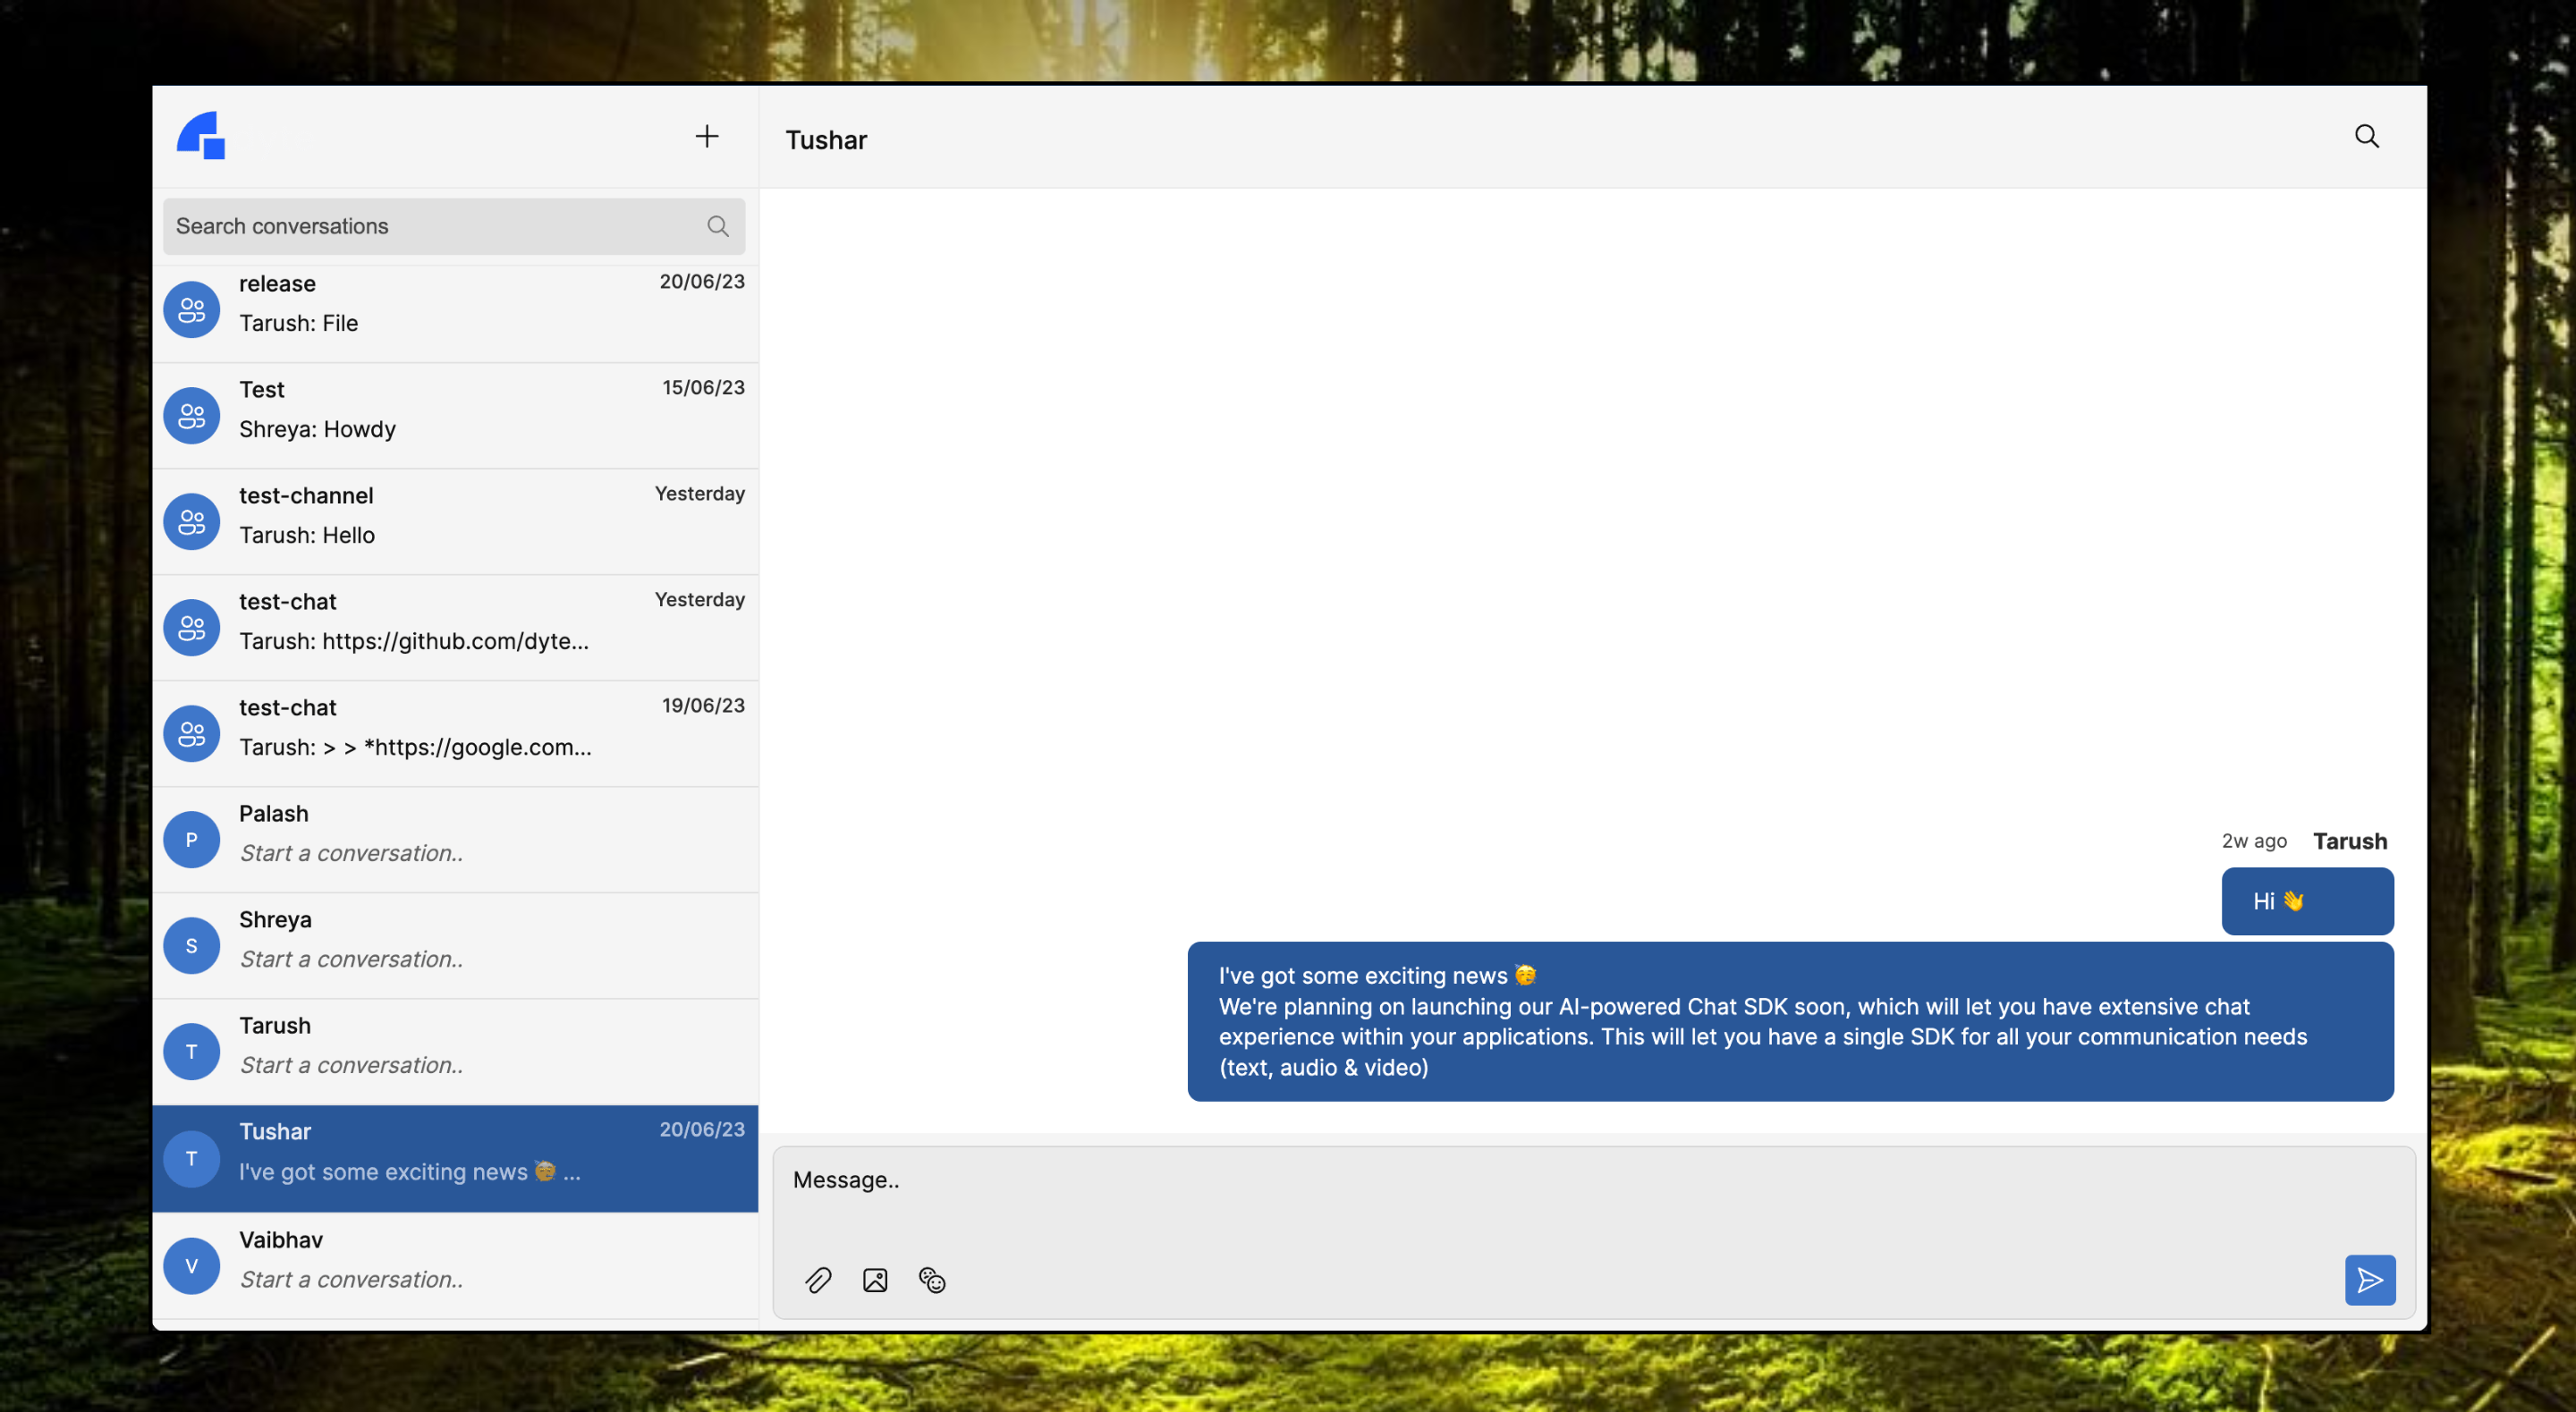 Tushar
Search conversations
release 20/06/23
Tarush: File
Test 15/06/23
Shreya: Howdy
test-channel Yesterday
Tarush: Hello
test-chat Yesterday
Tarush: https://github.com/dyte...
test-chat 19/06/23
Tarush: > > *https://google.com...
P
Palash
Start a conversation..
S
Shreya
Start a conversation..
T
Tarush
Start a conversation..
T
Tushar 20/06/23
I've got some exciting news 🥳 ...
V
Vaibhav
Start a conversation..
2w ago Tarush
Hi 👋
I've got some exciting news 🥳
We're planning on launching our AI-powered Chat SDK soon, which will let you have extensive chat
experience within your applications. This will let you have a single SDK for all your communication needs
(text, audio & video)
Message..